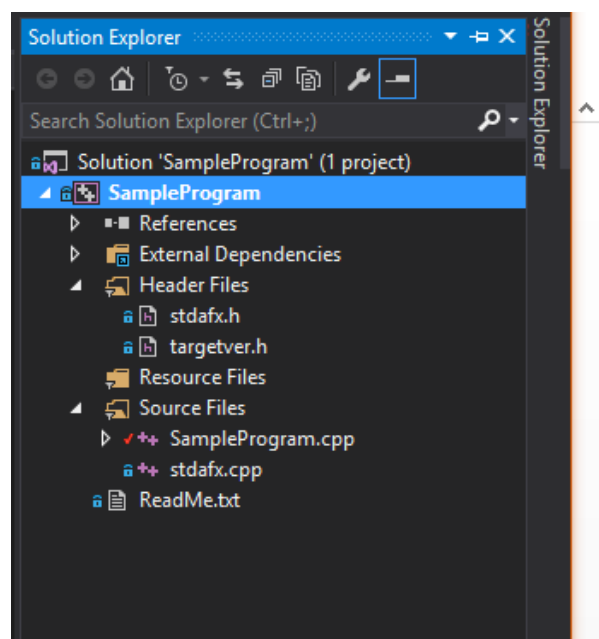 Solution Explorer
Search Solution Explorer (Ctrl+;)
Solution 'SampleProgram' (1 project)
SampleProgram
References
External Dependencies
Header Files
stdafx.h
targetver.h
Resource Files
Source Files
SampleProgram.cpp
stdafx.cpp
ReadMe.txt
Solution Explorer